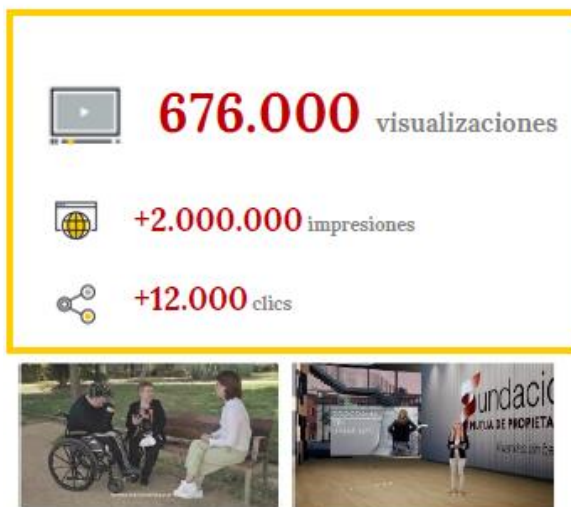 676.000 visualizaciones
+2.000.000 impresiones
+12.000 clics
undació
MUTUA DE PROPIETA